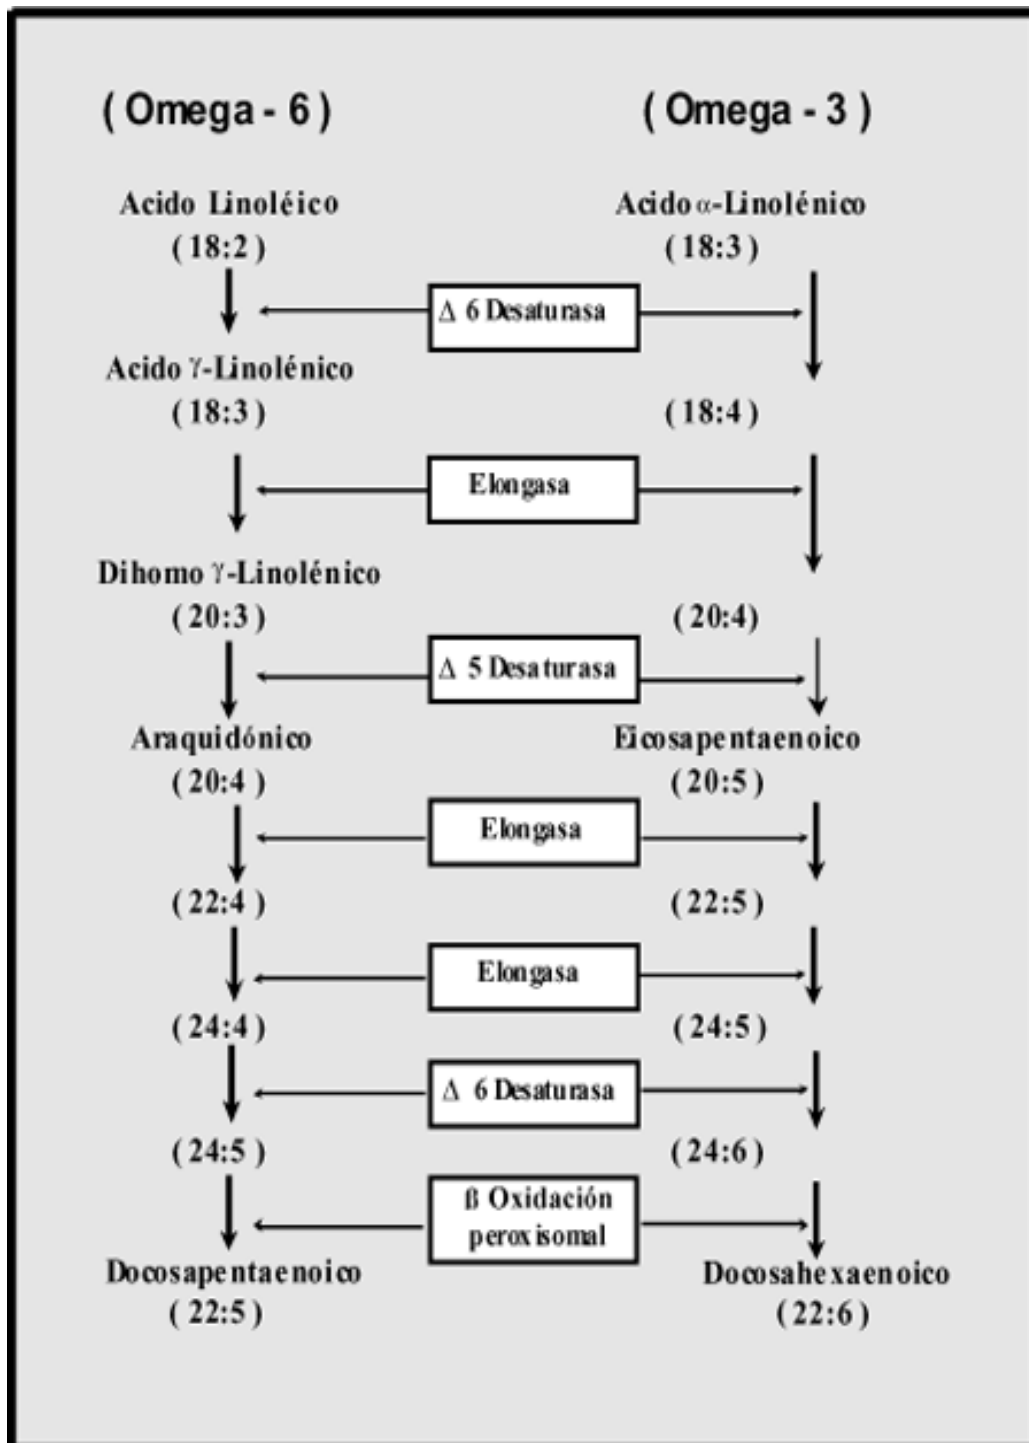 ( Omega - 6 ) ( Omega - 3 )
Acido Linoléico Acido α-Linolénico
( 18:2 ) ( 18:3 )
Δ 6 Desaturasa
Acido γ-Linolénico
( 18:3 ) ( 18:4 )
Elongasa
Dihomo γ-Linolénico
( 20:3 ) ( 20:4)
Δ 5 Desaturasa
Araquidónico Eicosapentaenoico
( 20:4 ) ( 20:5 )
Elongasa
( 22:4 ) ( 22:5 )
Elongasa
( 24:4 ) ( 24:5 )
Δ 6 Desaturasa
( 24:5 ) ( 24:6 )
ß Oxidación
peroxisomal
Docosapentaenoico Docosahexaenoico
( 22:5 ) ( 22:6 )